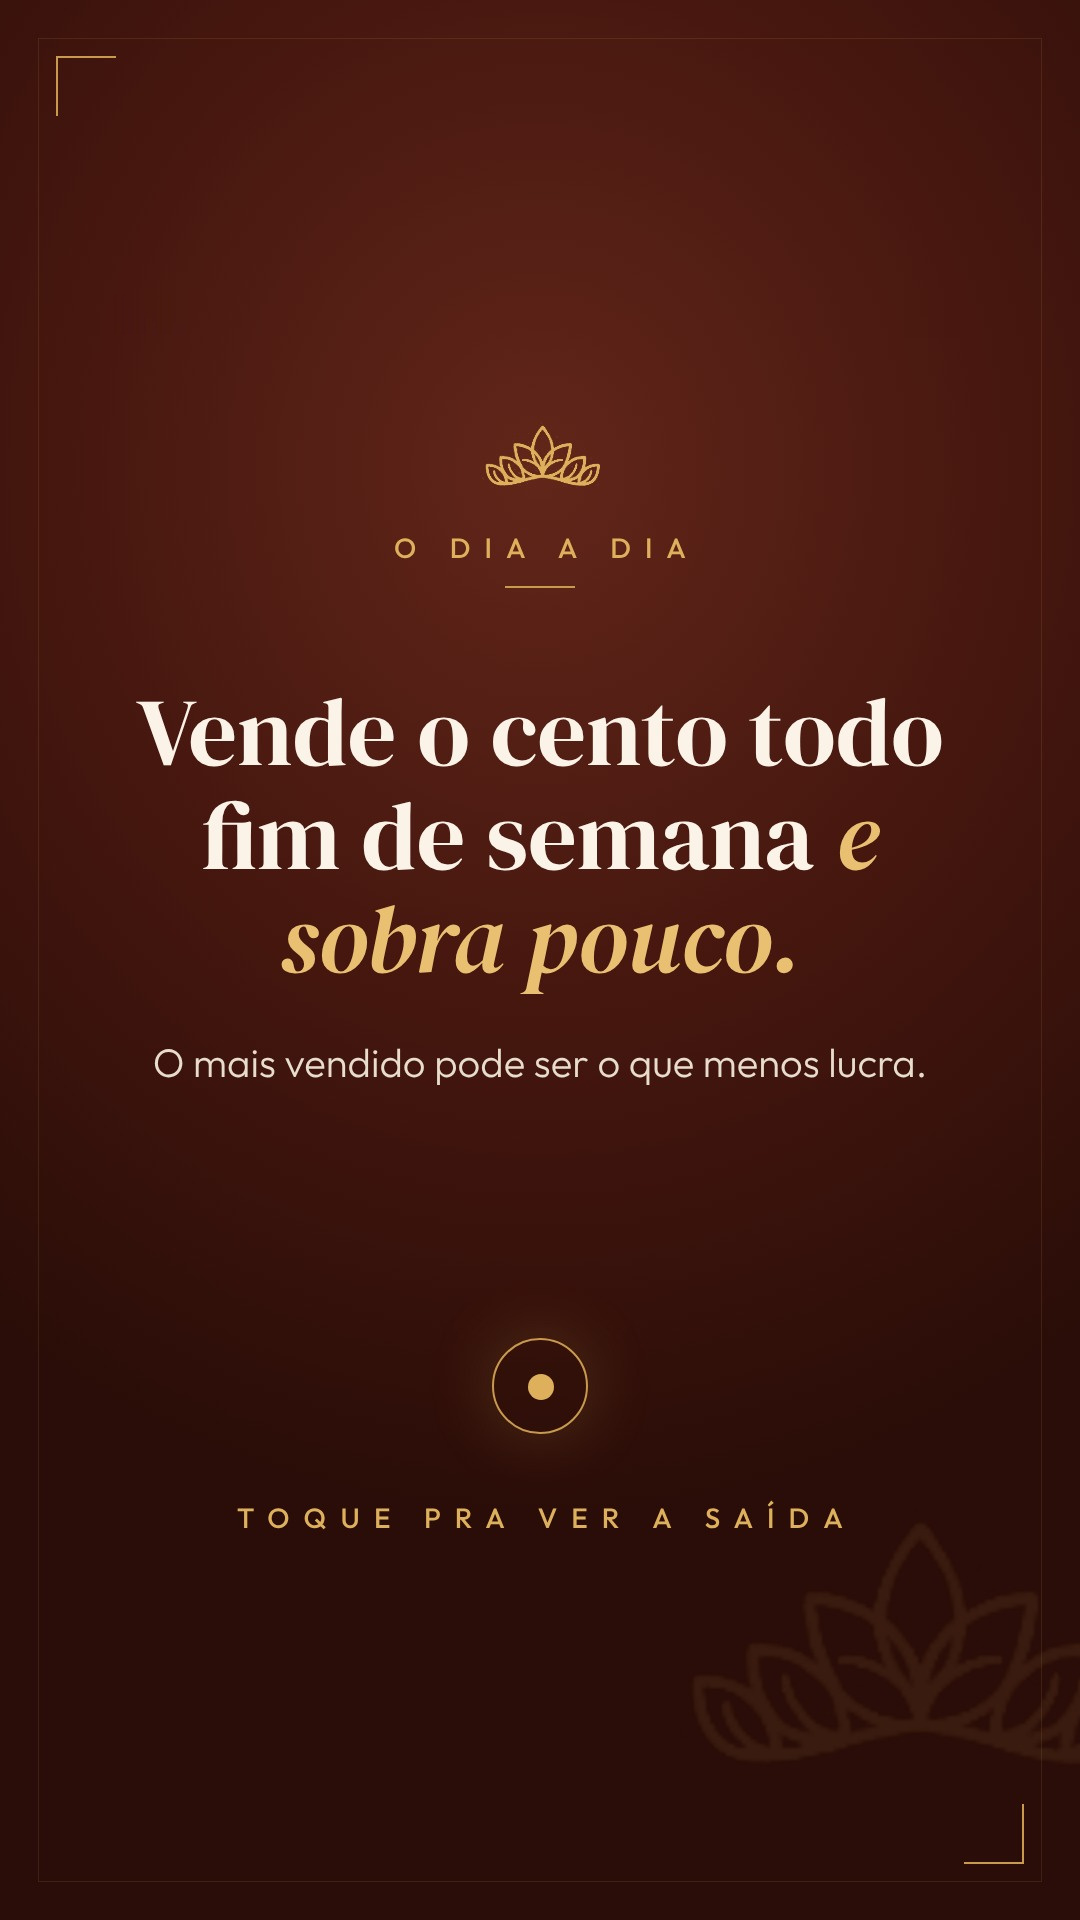 O DIA A DIA
Vende o cento todo
fim de semana e
sobra pouco.
O mais vendido pode ser o que menos lucra.
TOQUE PRA VER A SAÍDA